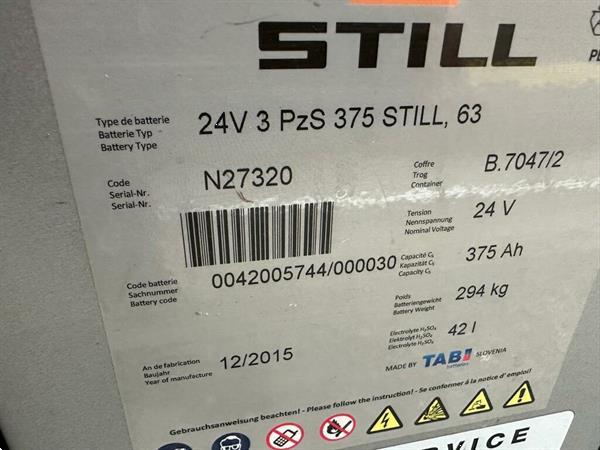 STILL
Type de batterie
Batterie Typ
Battery Type
24V 3 PzS 375 STILL, 63
Code
Serial-Nr.
Serial-Nr.
N27320
Coffre
Trog
Container
B.7047/2
Tension
Nennspannung
Nominal Voltage
24 V
Code batterie
Sachnummer
Battery code
0042005744/000030
Capacité C₅
Kapazität C₅
Capacity C₅
375 Ah
Poids
Batteriengewicht
Battery Weight
294 kg
Electrolyte H₂SO₄
Elektrolyt H₂SO₄
Electrolyte H₂SO₄
42 l
An de fabrication
Baujahr
Year of manufacture
12/2015
MADE BY TAB batteries SLOVENIA
Gebrauchsanweisung beachten! - Please follow the instruction! - Se conformer à la notice d' emploi!